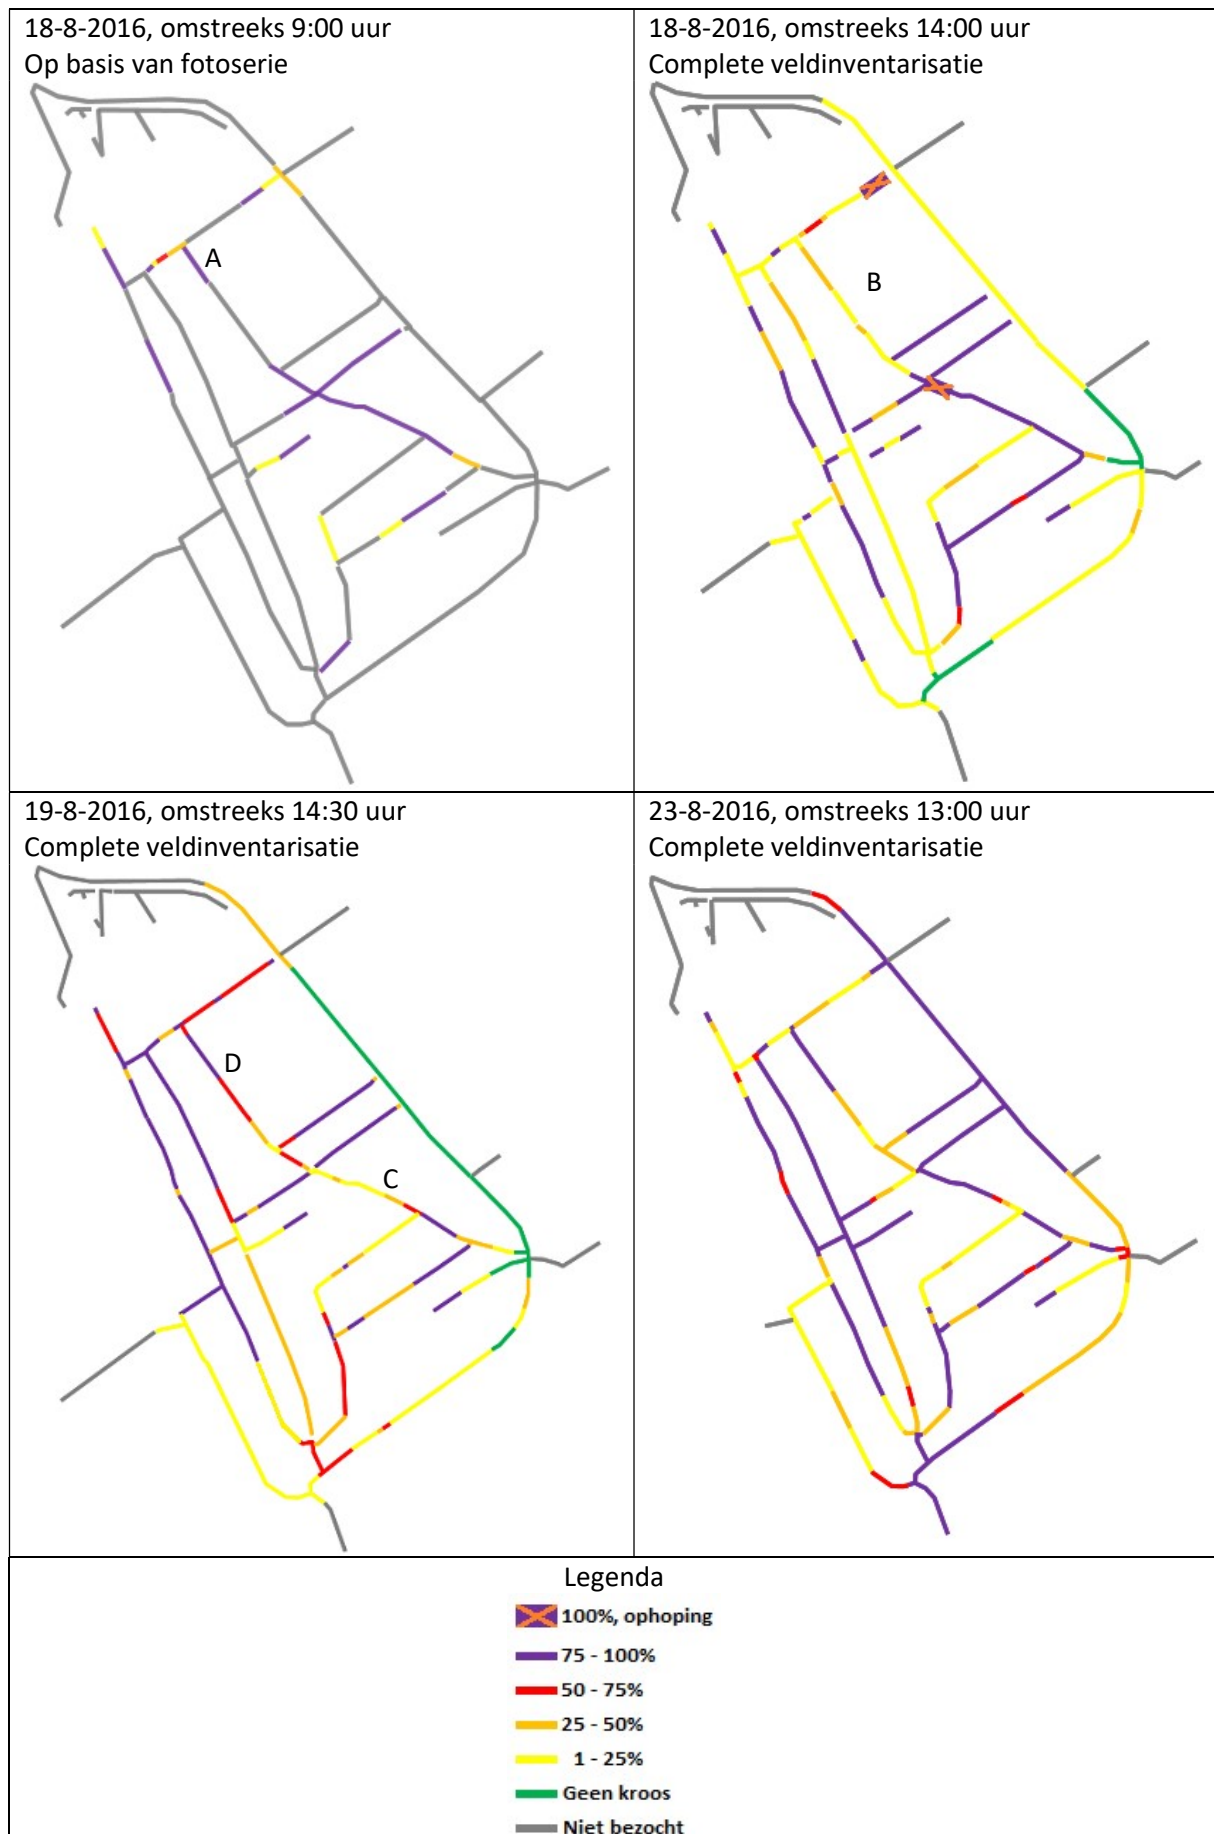 18-8-2016, omstreeks 9:00 uur
Op basis van fotoserie
A
18-8-2016, omstreeks 14:00 uur
Complete veldinventarisatie
B
19-8-2016, omstreeks 14:30 uur
Complete veldinventarisatie
D
C
23-8-2016, omstreeks 13:00 uur
Complete veldinventarisatie
Legenda
100%, ophoping
75 - 100%
50 - 75%
25 - 50%
1 - 25%
Geen kroos
Niet bezocht